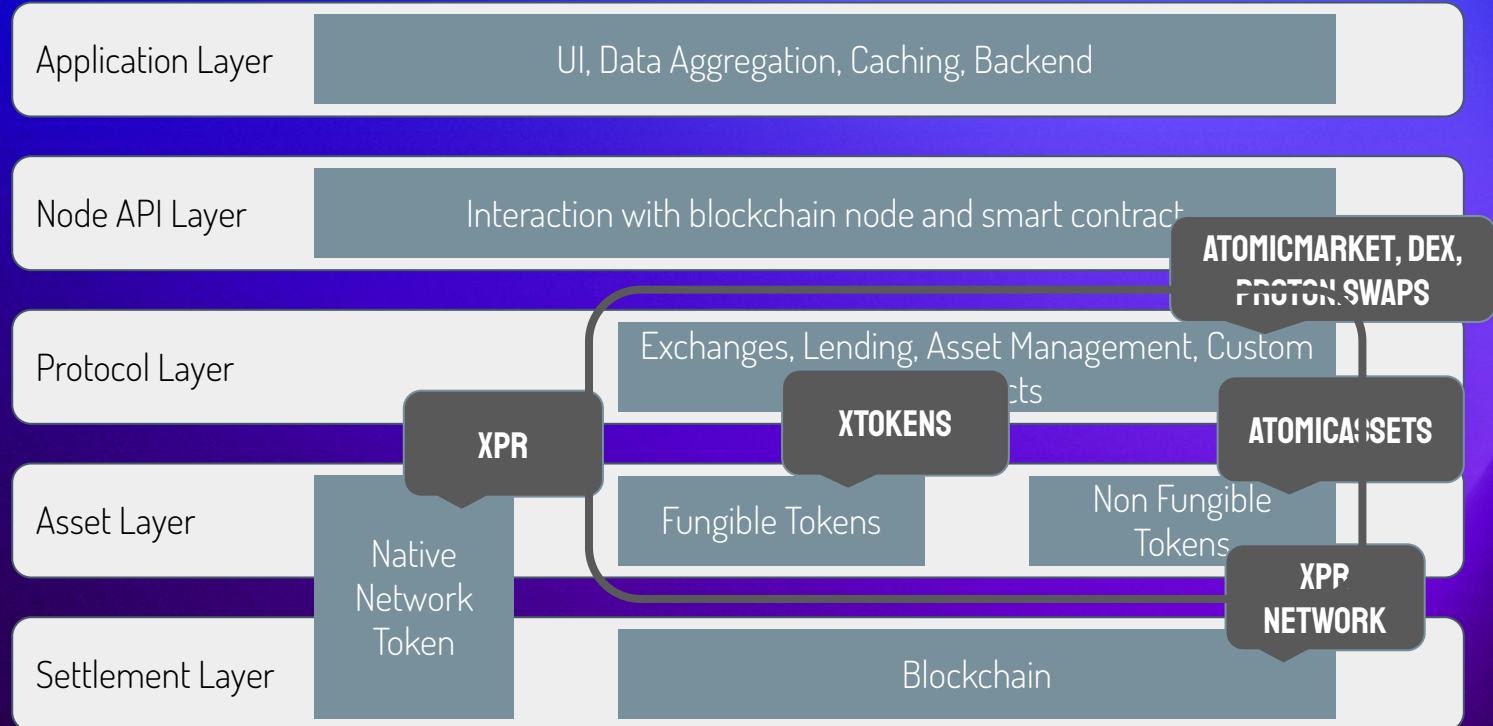 Application Layer
UI, Data Aggregation, Caching, Backend
Node API Layer
Interaction with blockchain node and smart contract
ATOMICMARKET, DEX,
PROTON SWAPS
Protocol Layer
Exchanges, Lending, Asset Management, Custom
XPR
XTOKENS
ATOMICASSETS
Asset Layer
Native
Network
Token
Fungible Tokens
Non Fungible
Tokens
XPR
NETWORK
Settlement Layer
Blockchain